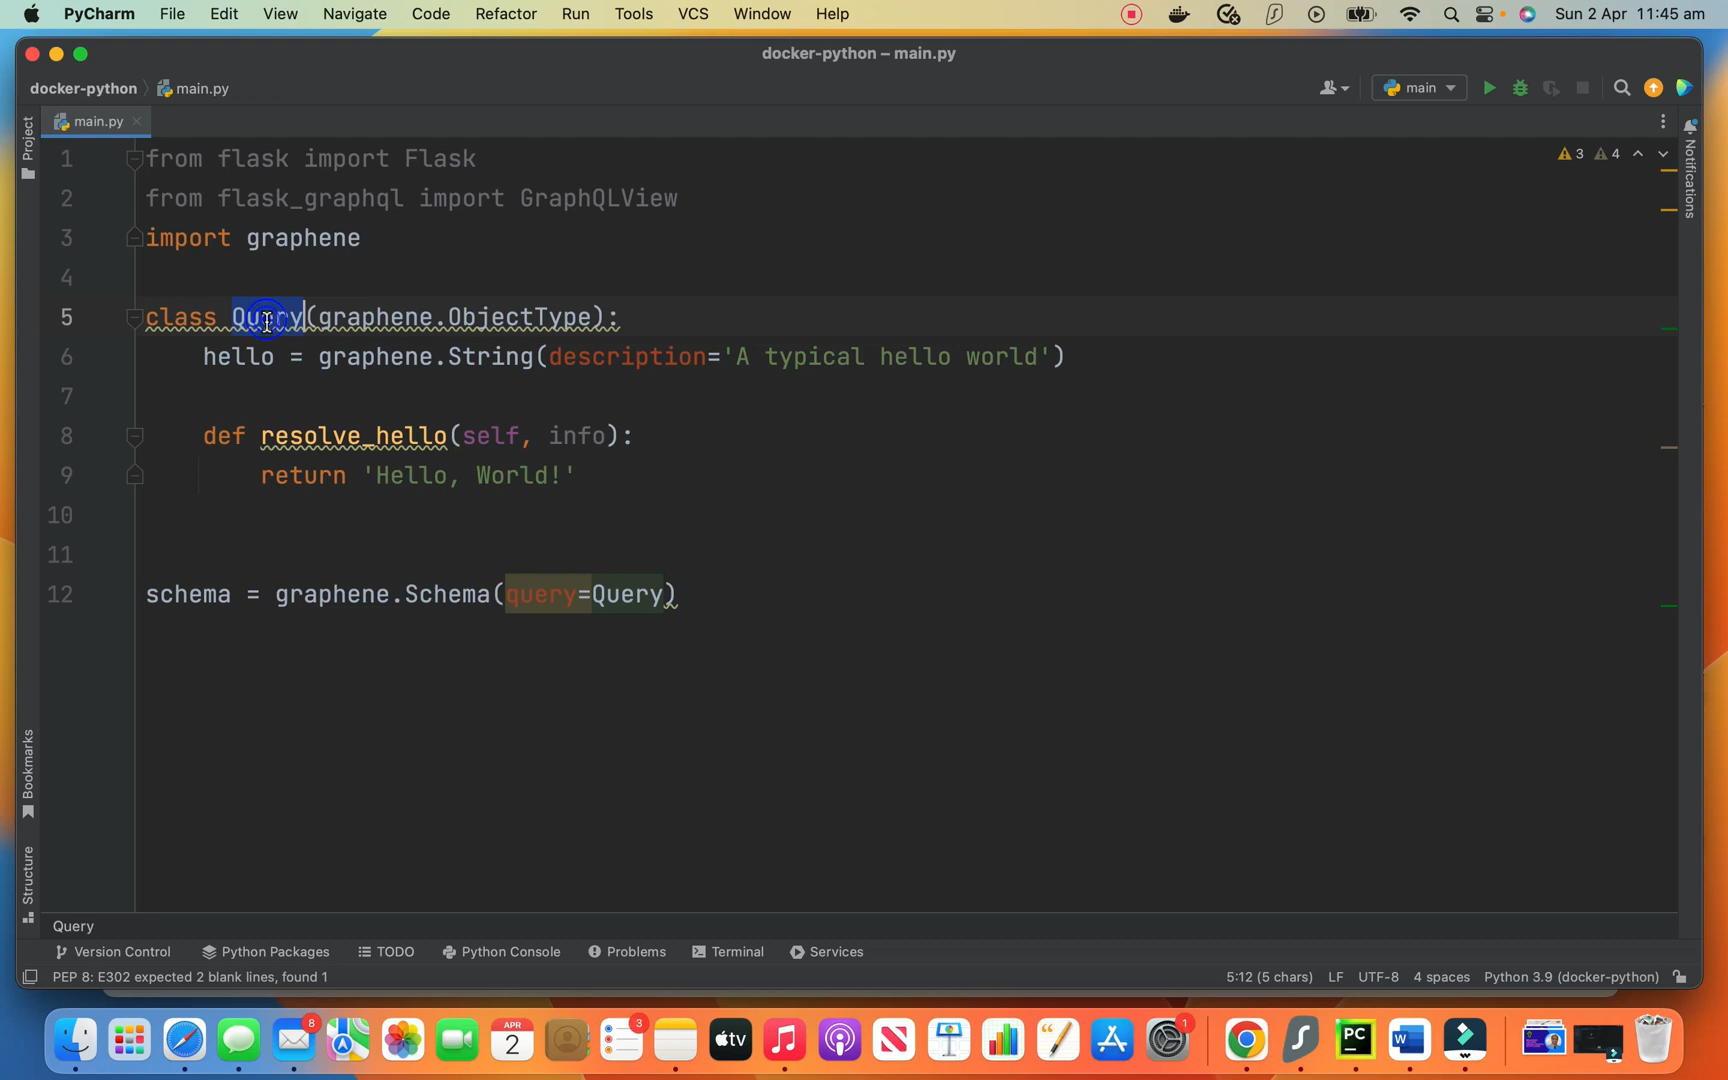 PyCharm File Edit View Navigate Code Refactor Run Tools VCS Window Help Sun 2 Apr 11:45 am
docker-python – main.py
docker-python main.py main
main.py
Project
Notifications
3 4
1 from flask import Flask
2 from flask_graphql import GraphQLView
3 import graphene
4
5 class Query(graphene.ObjectType):
6 hello = graphene.String(description='A typical hello world')
7
8 def resolve_hello(self, info):
9 return 'Hello, World!'
10
11
12 schema = graphene.Schema(query=Query)
Bookmarks
Structure
Query
Version Control Python Packages TODO Python Console Problems Terminal Services
PEP 8: E302 expected 2 blank lines, found 1 5:12 (5 chars) LF UTF-8 4 spaces Python 3.9 (docker-python)
8 APR 2 3 tv 1 PC W